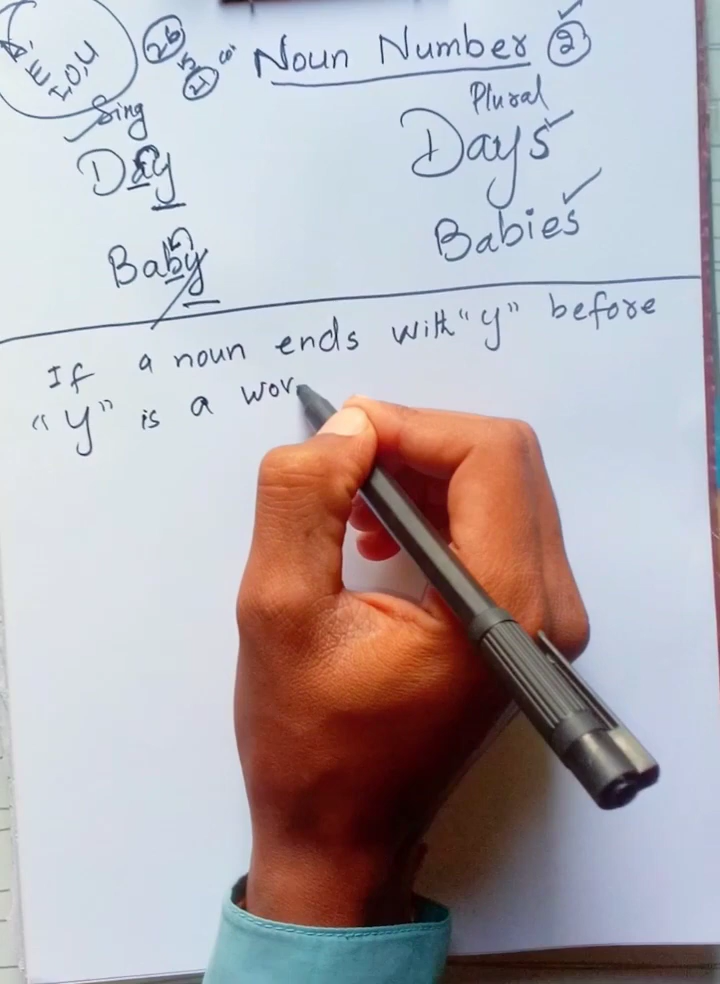 A, E
I, O, U
26
5
21
Noun Number 2
Sing
Plural
Day
Days
Baby
Babies
If a noun ends with "y" before
"y" is a wor